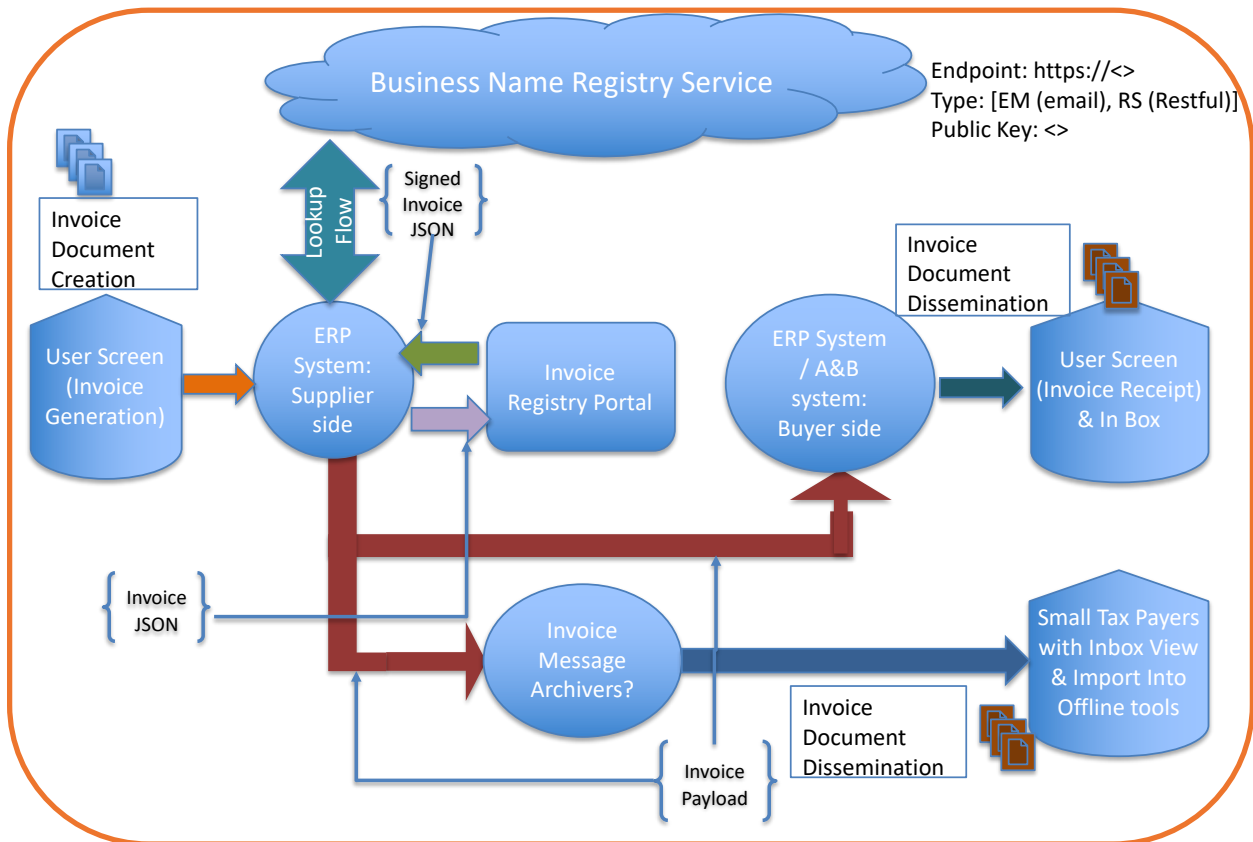 Business Name Registry Service
Endpoint: https://<>
Type: [EM (email), RS (Restful)]
Public Key: <>
Invoice
Document
Creation
Lookup
Flow
Signed
Invoice
JSON
Invoice
Document
Dissemination
User Screen
(Invoice
Generation)
ERP
System:
Supplier
side
Invoice
Registry Portal
ERP System
/ A&B
system:
Buyer side
User Screen
(Invoice Receipt)
& In Box
Invoice
JSON
Invoice
Message
Archivers?
Small Tax Payers
with Inbox View
& Import Into
Offline tools
Invoice
Document
Dissemination
Invoice
Payload